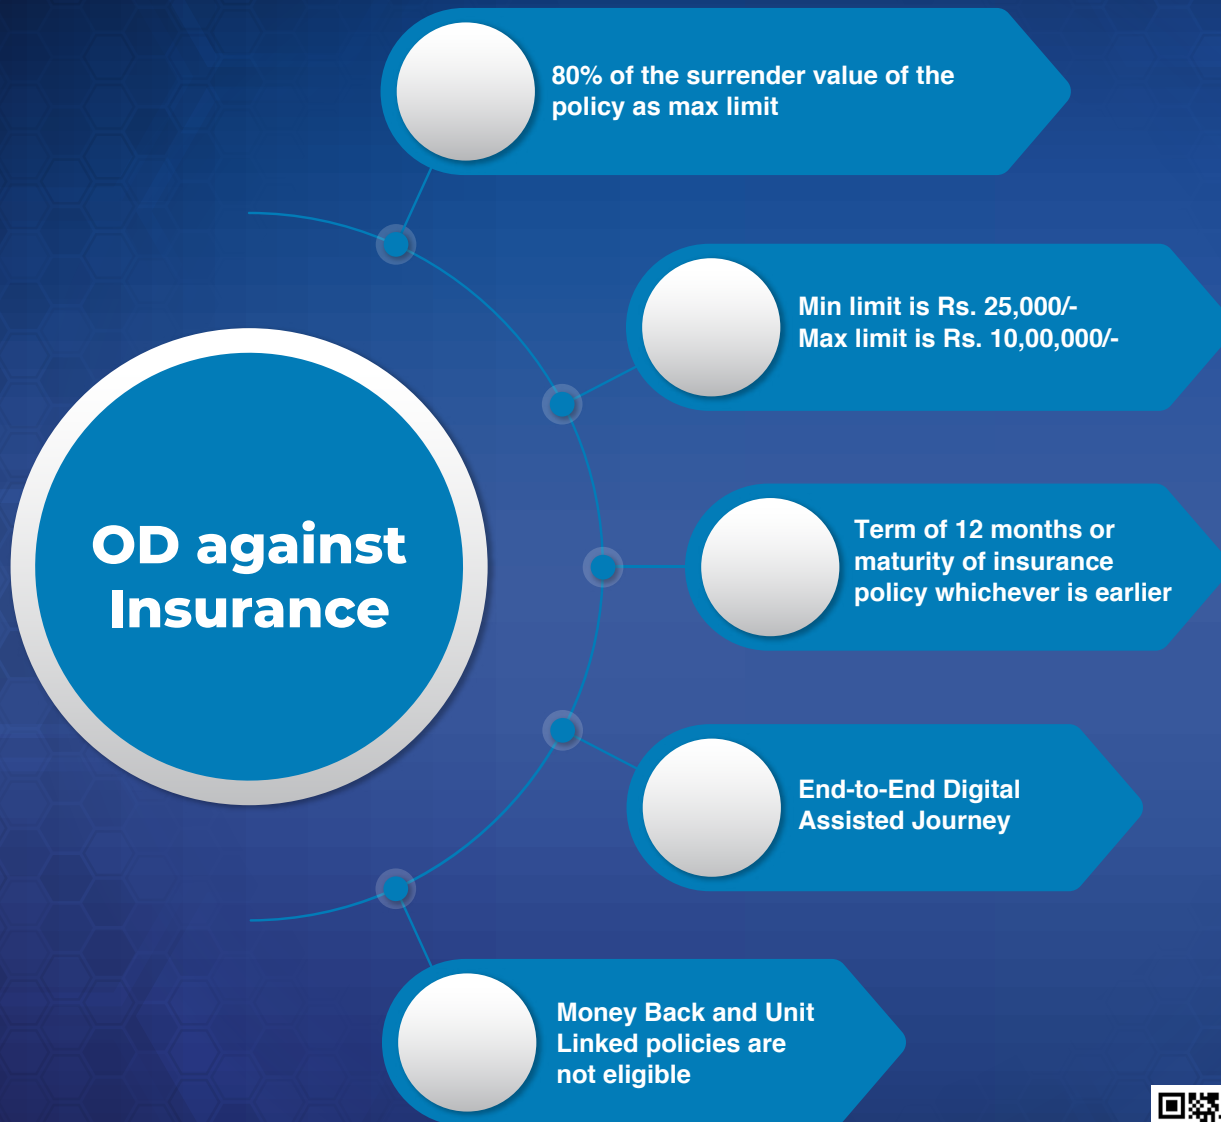 80% of the surrender value of the
policy as max limit
Min limit is Rs. 25,000/-
Max limit is Rs. 10,00,000/-
OD against
Insurance
Term of 12 months or
maturity of insurance
policy whichever is earlier
End-to-End Digital
Assisted Journey
Money Back and Unit
Linked policies are
not eligible